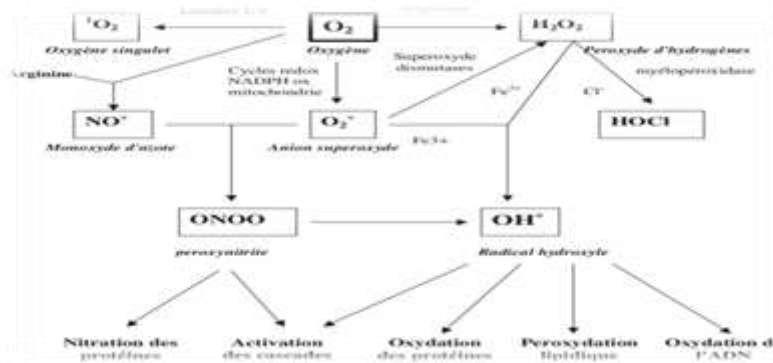 ¹O₂
O₂
H₂O₂
Oxygène singulet
Oxygène
Peroxyde d'hydrogènes
Arginine
Cycles redox
NADPH ox
mitochondrie
Superoxyde
dismutases
myéloperoxidase
Cl⁻
NO°
O₂°
HOCl
Monoxyde d'azote
Anion superoxyde
Fe3+
ONOO
OH°
peroxynitrite
Radical hydroxyle
Nitration des
protéines
Activation
des cascades
Oxydation
des protéines
Peroxydation
lipidique
Oxydation d
l'ADN